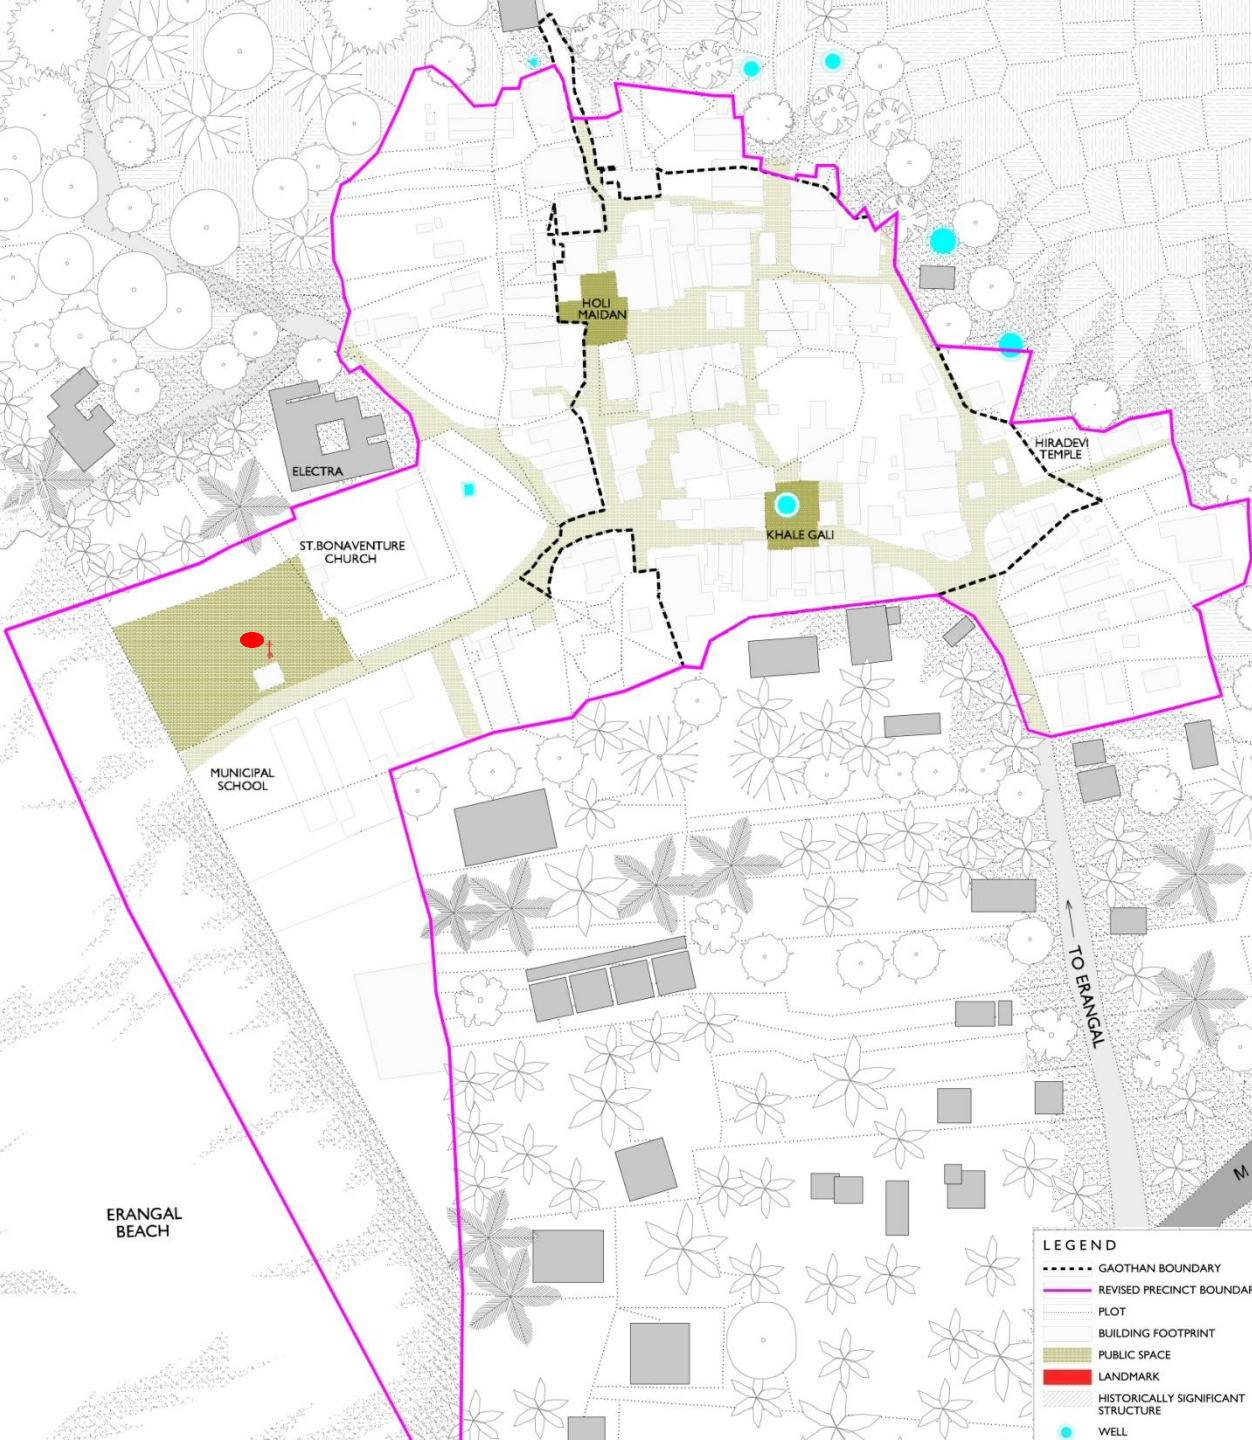 HOLI
MAIDAN
HIRADEVI
TEMPLE
ELECTRA
KHALE GALI
ST.BONAVENTURE
CHURCH
MUNICIPAL
SCHOOL
TO ERANGAL
M
ERANGAL
BEACH
LEGEND
GAOTHAN BOUNDARY
REVISED PRECINCT BOUNDAR
PLOT
BUILDING FOOTPRINT
PUBLIC SPACE
LANDMARK
HISTORICALLY SIGNIFICANT
STRUCTURE
WELL